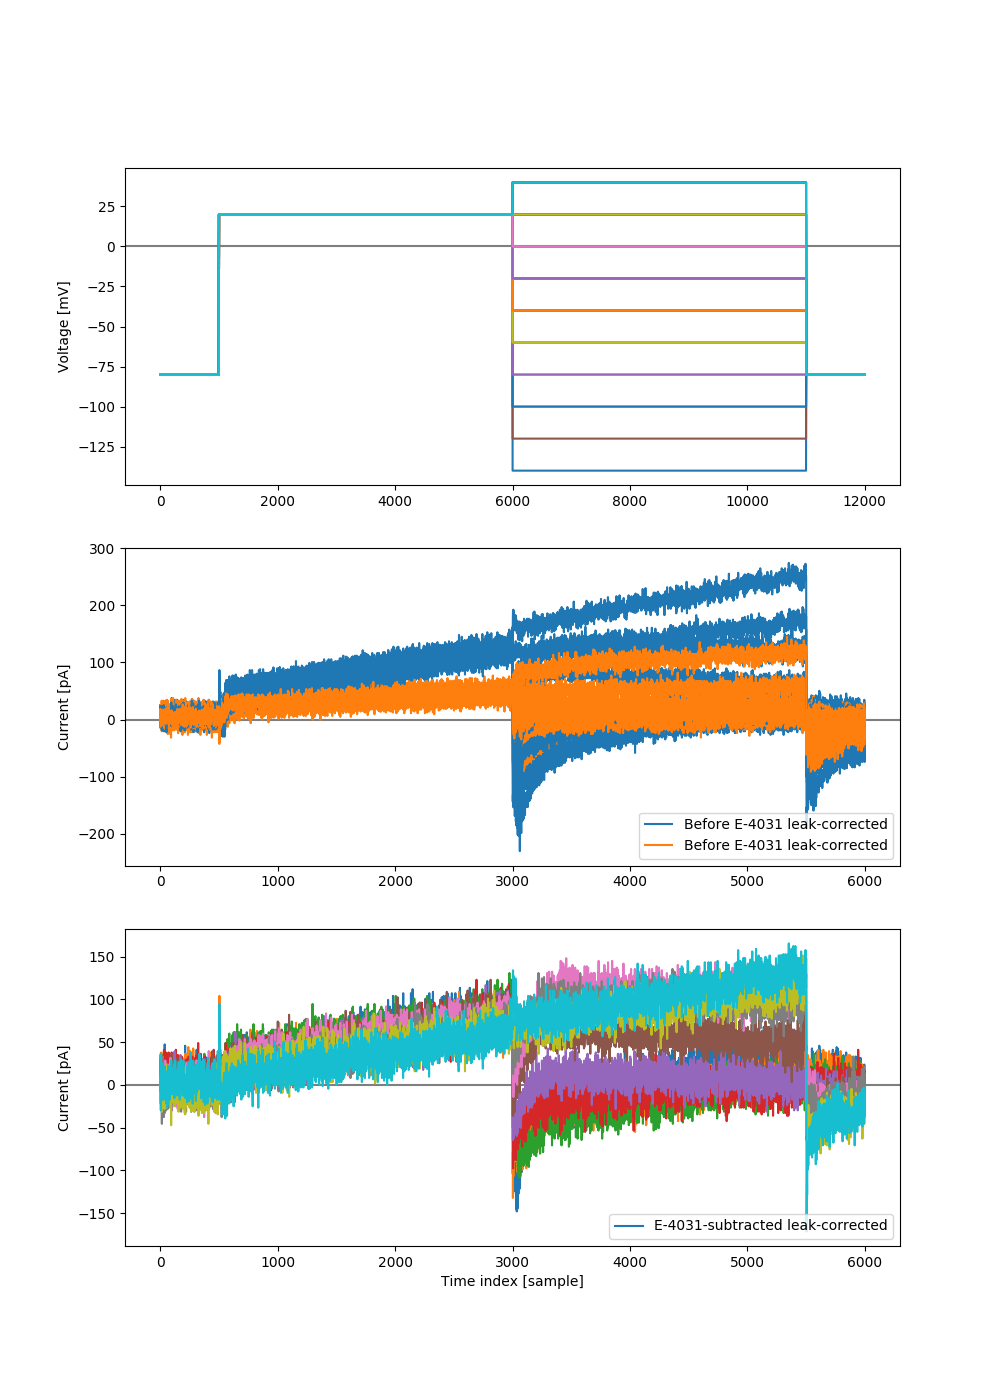 25
0
−25
−50
−75
−100
−125
Voltage [mV]
0 2000 4000 6000 8000 10000 12000
300
200
100
0
−100
−200
Current [pA]
Before E-4031 leak-corrected
Before E-4031 leak-corrected
0 1000 2000 3000 4000 5000 6000
150
100
50
0
−50
−100
−150
Current [pA]
E-4031-subtracted leak-corrected
0 1000 2000 3000 4000 5000 6000
Time index [sample]